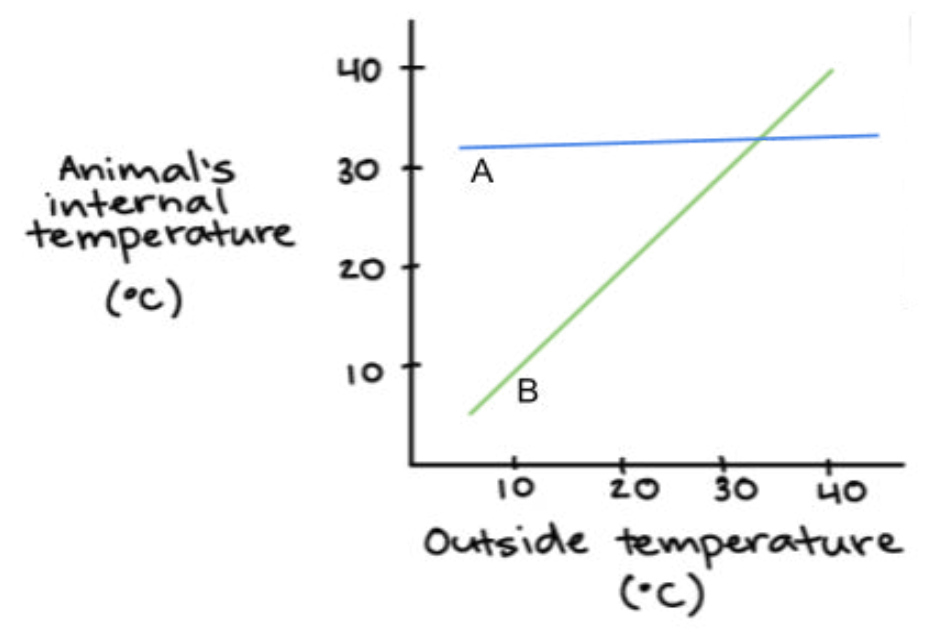 40
Animal's
internal
temperature
(°C)
30
20
10
A
B
10 20 30 40
Outside temperature
(°C)